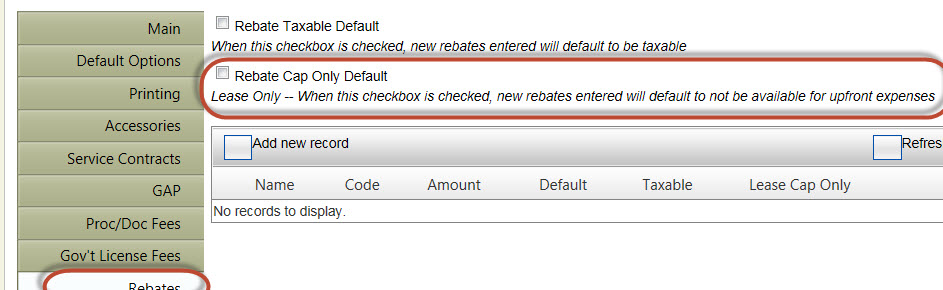 Main
Default Options
Printing
Accessories
Service Contracts
GAP
Proc/Doc Fees
Gov't License Fees
Rebates
Rebate Taxable Default
When this checkbox is checked, new rebates entered will default to be taxable
Rebate Cap Only Default
Lease Only -- When this checkbox is checked, new rebates entered will default to not be available for upfront expenses
Add new record Refres
Name Code Amount Default Taxable Lease Cap Only
No records to display.